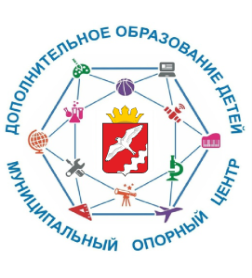 ДОПОЛНИТЕЛЬНОЕ ОБРАЗОВАНИЕ ДЕТЕЙ
МУНИЦИПАЛЬНЫЙ ОПОРНЫЙ ЦЕНТР